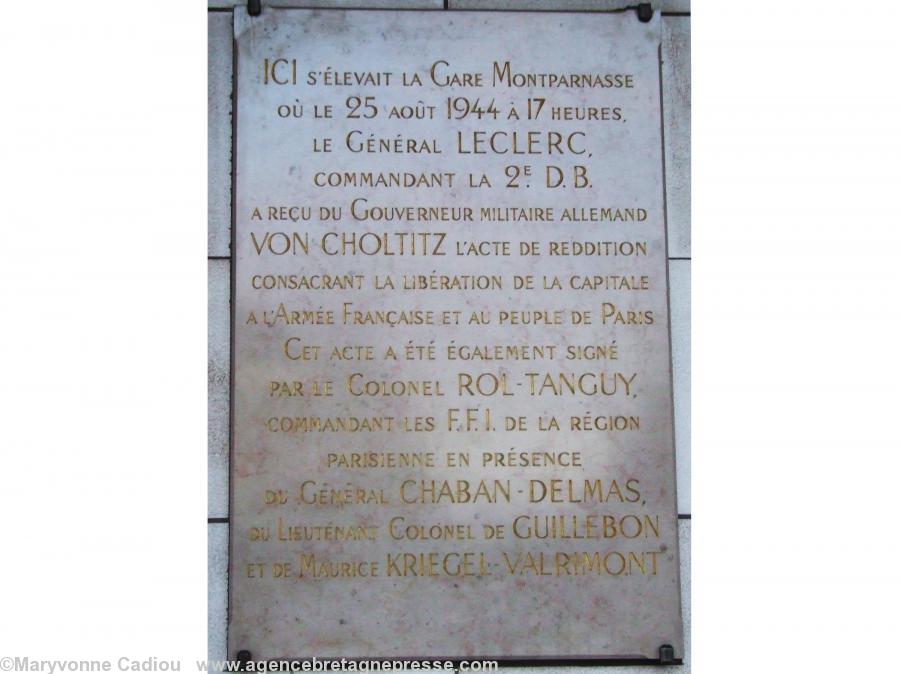 ICI S'ÉLEVAIT LA GARE MONTPARNASSE
OÙ LE 25 AOÛT 1944 À 17 HEURES,
LE GÉNÉRAL LECLERC,
COMMANDANT LA 2E. D.B.
A REÇU DU GOUVERNEUR MILITAIRE ALLEMAND
VON CHOLTITZ L'ACTE DE REDDITION
CONSACRANT LA LIBÉRATION DE LA CAPITALE
A L'ARMÉE FRANÇAISE ET AU PEUPLE DE PARIS
CET ACTE A ÉTÉ ÉGALEMENT SIGNÉ
PAR LE COLONEL ROL-TANGUY,
COMMANDANT LES F.F.I. DE LA RÉGION
PARISIENNE EN PRÉSENCE
DU GÉNÉRAL CHABAN-DELMAS,
DU LIEUTENANT COLONEL DE GUILLEBON
ET DE MAURICE KRIEGEL-VALRIMONT
©Maryvonne Cadiou www.agencebretagnepresse.com